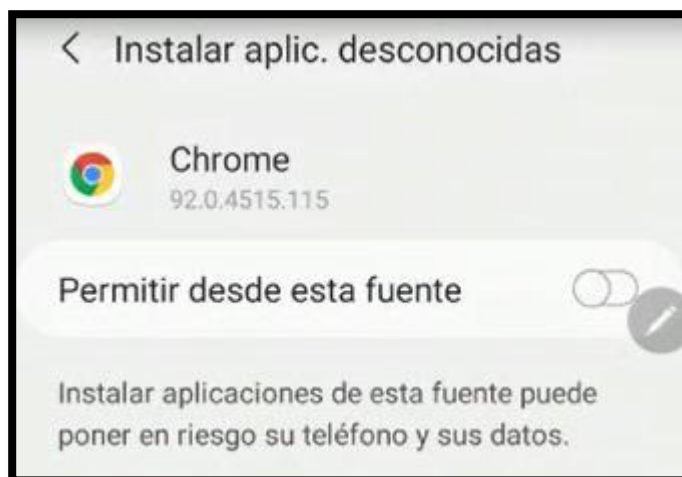 Instalar aplic. desconocidas
Chrome
92.0.4515.115
Permitir desde esta fuente
Instalar aplicaciones de esta fuente puede
poner en riesgo su teléfono y sus datos.